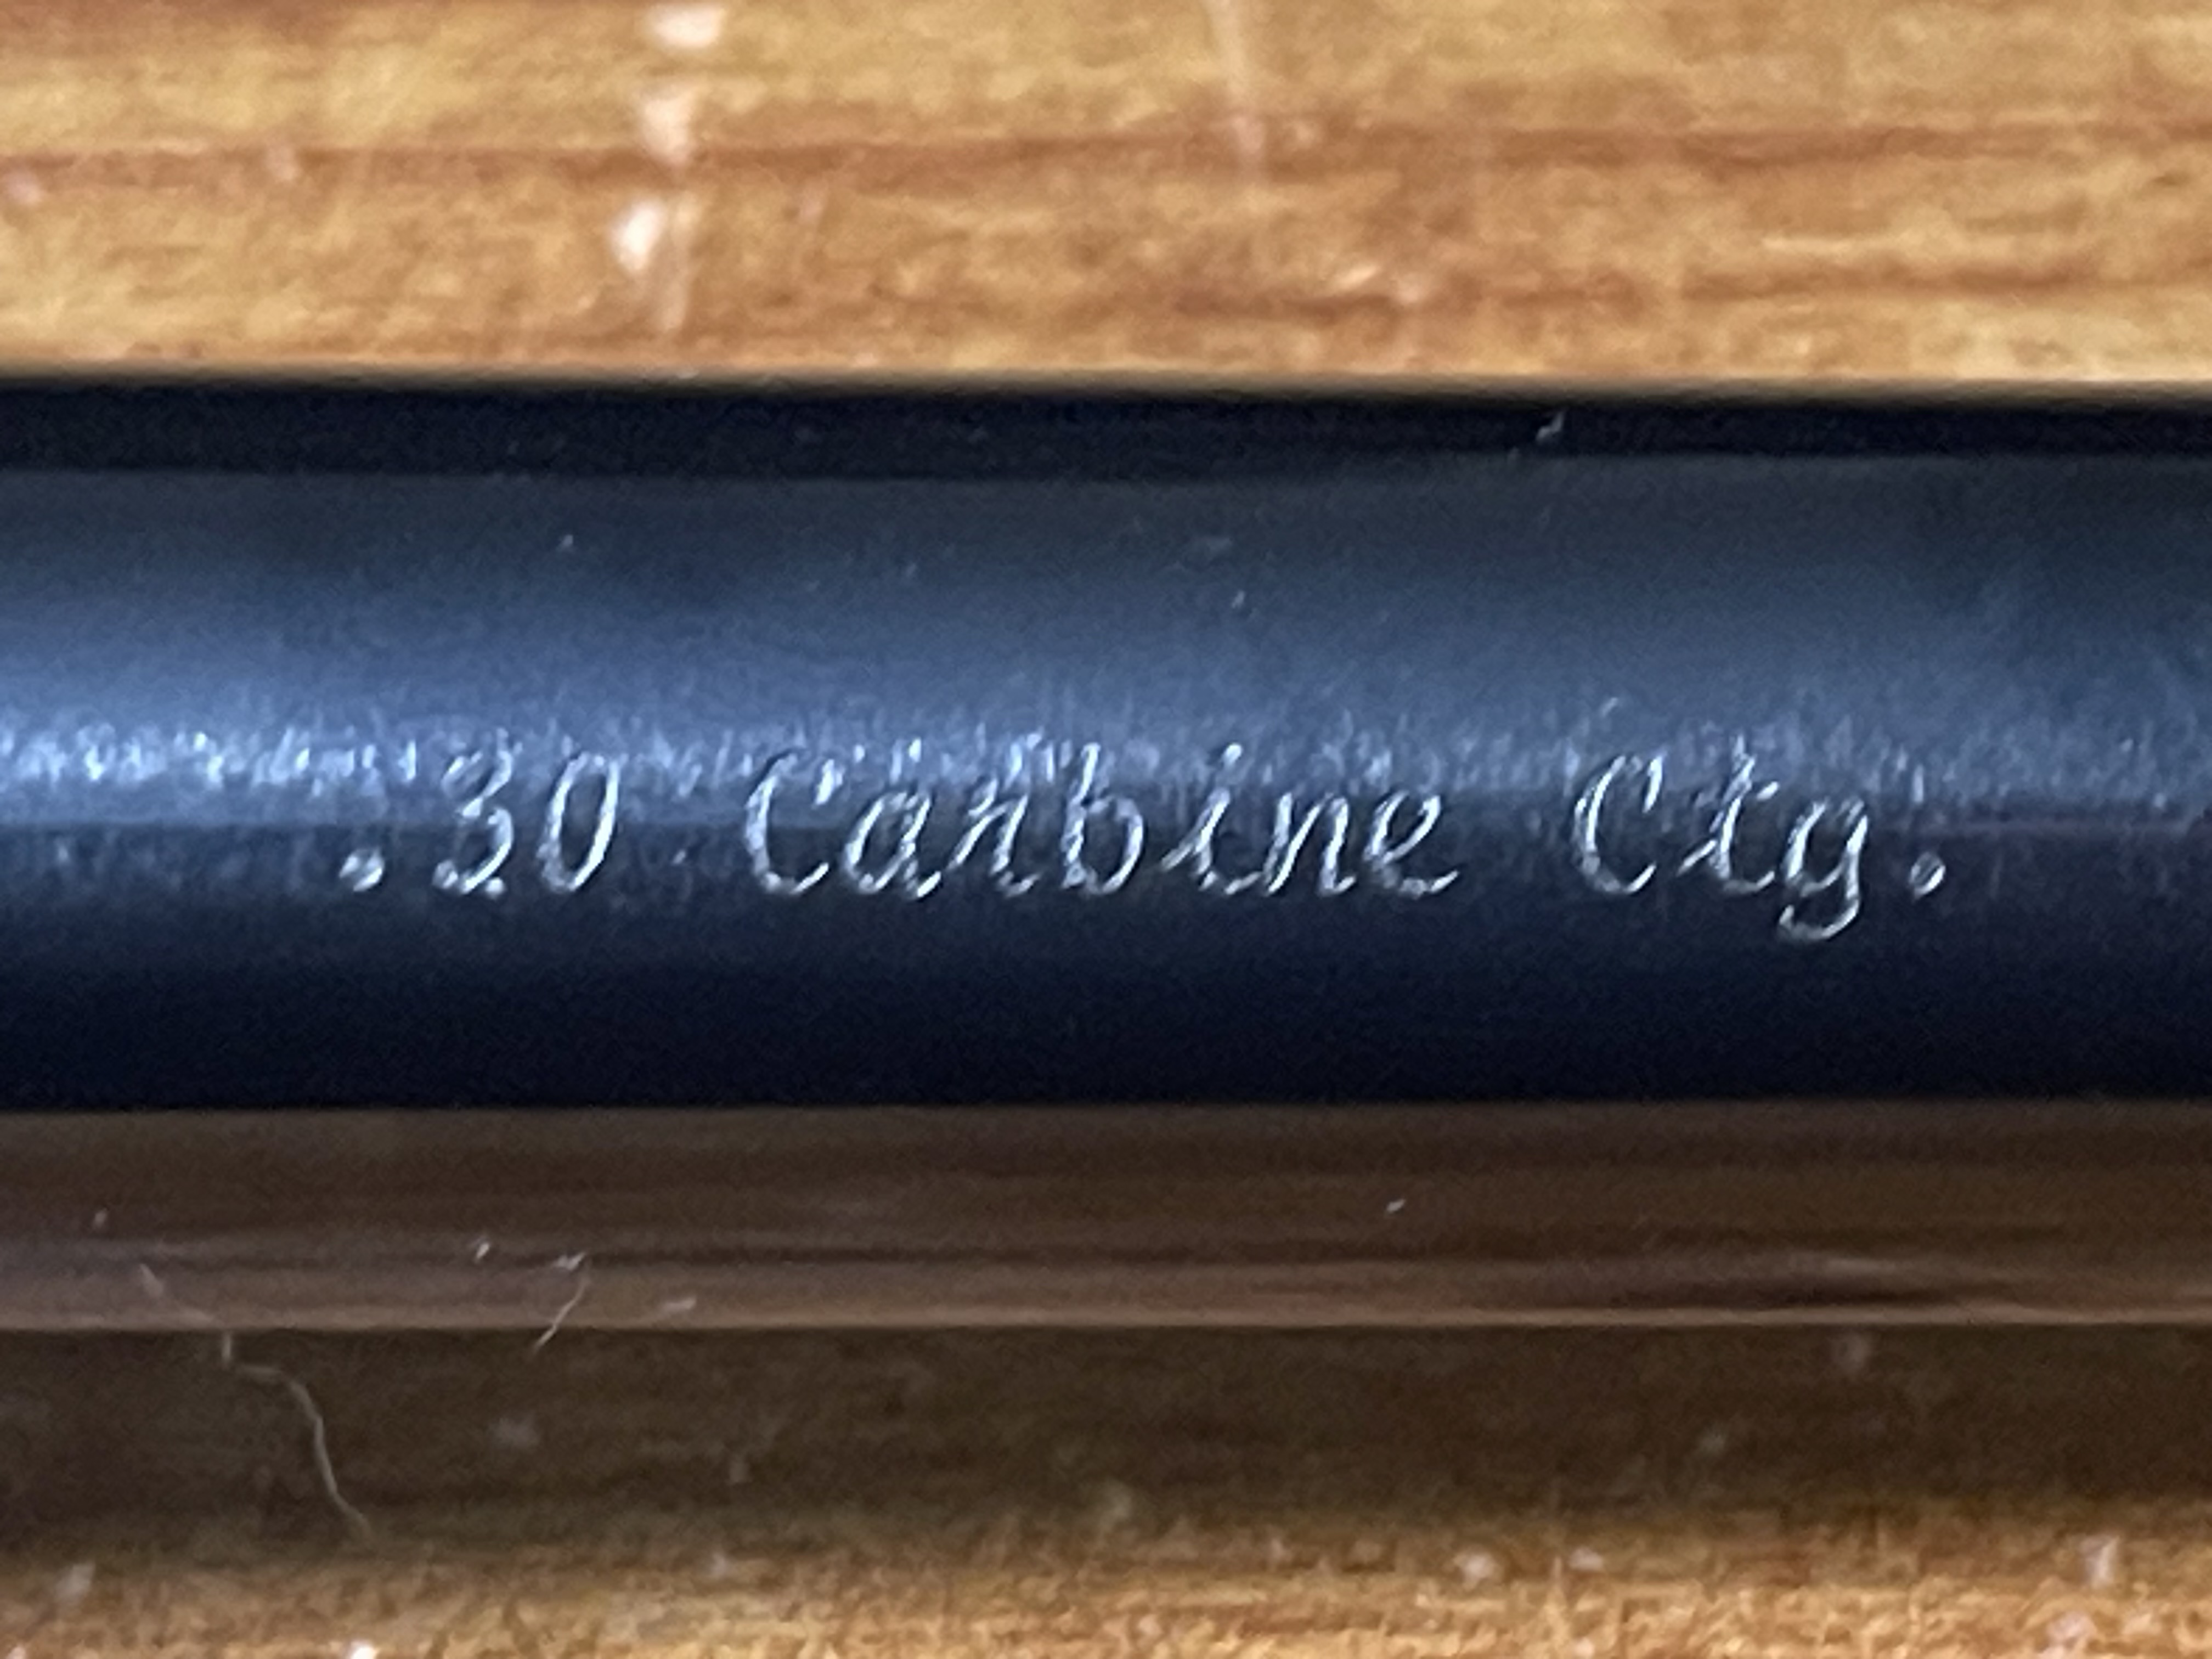 .30 Carbine Ctg.